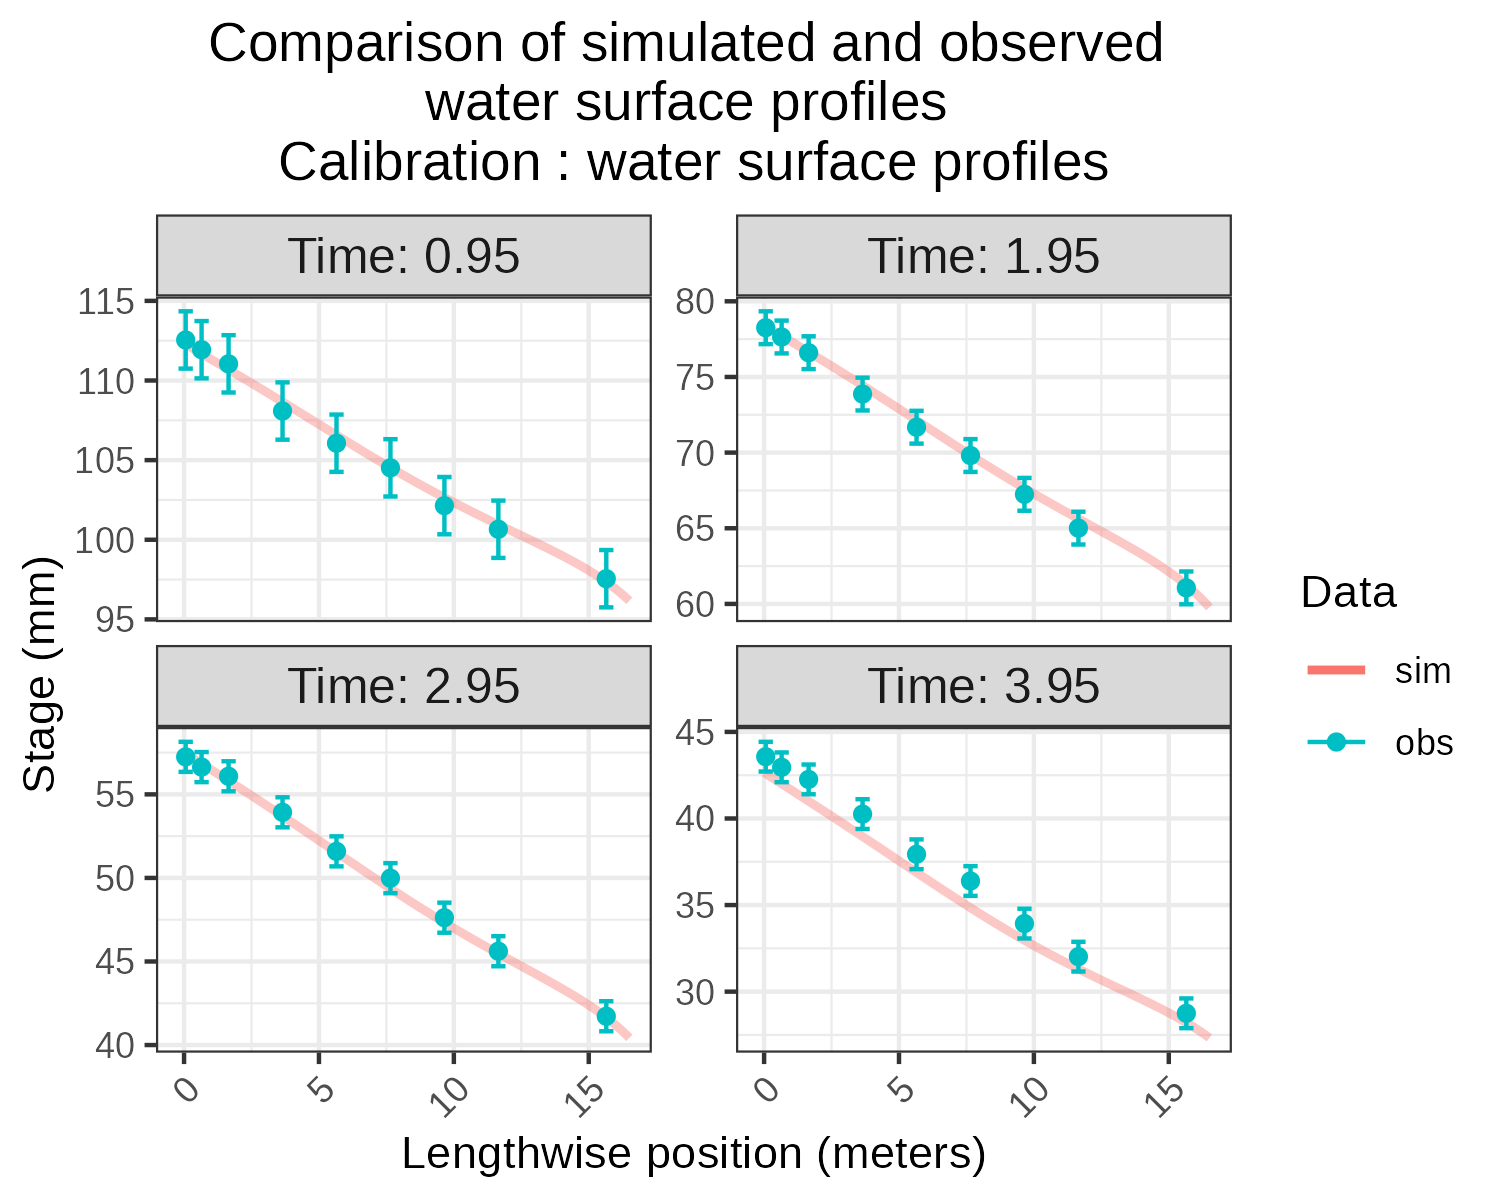 Comparison of simulated and observed
water surface profiles
Calibration : water surface profiles
Time: 0.95
Time: 1.95
115
110
105
100
95
80
75
70
65
60
Time: 2.95
Time: 3.95
55
50
45
40
45
40
35
30
0
5
10
15
0
5
10
15
Stage (mm)
Lengthwise position (meters)
Data
sim
obs